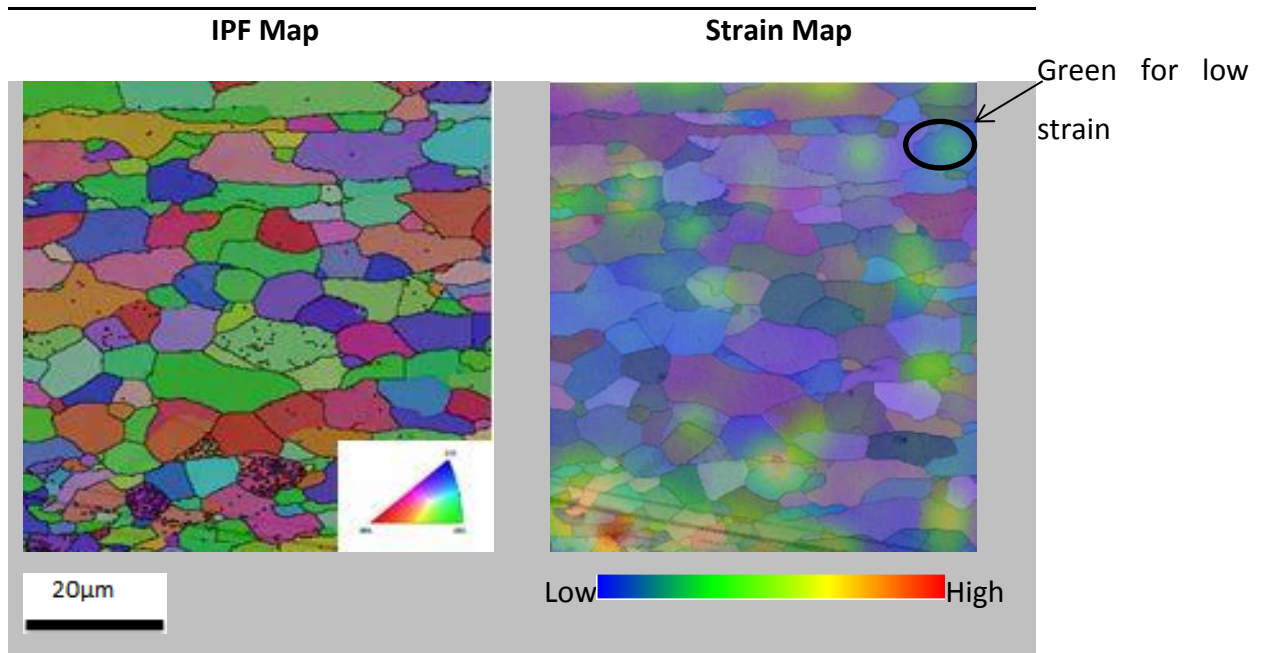 IPF Map
Strain Map
Green for low
strain
20µm
Low
High